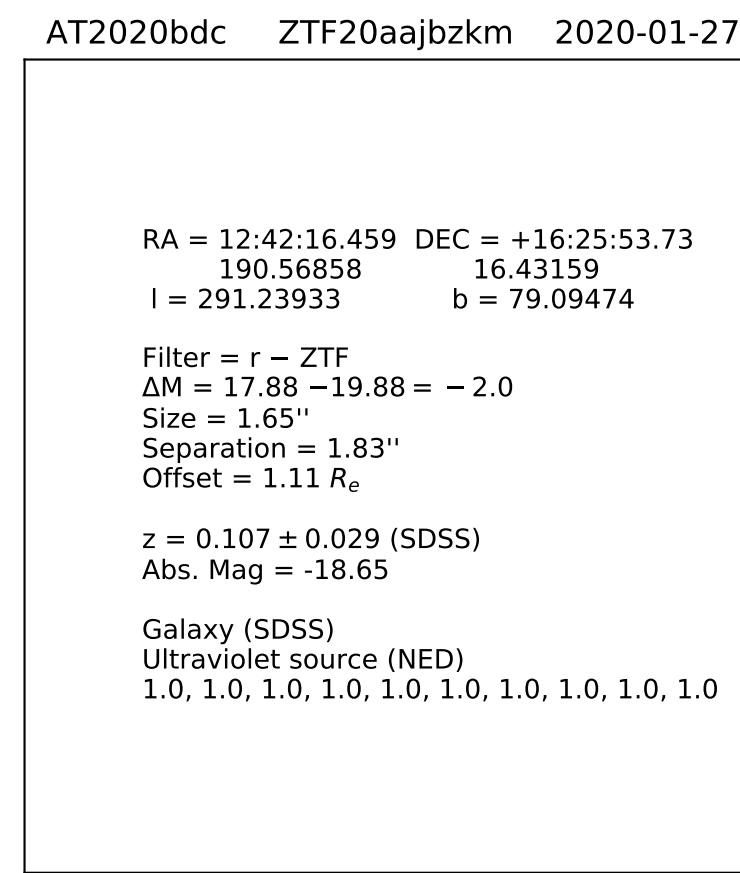 AT2020bdc ZTF20aajbzkm 2020-01-27
RA = 12:42:16.459 DEC = +16:25:53.73
190.56858 16.43159
l = 291.23933 b = 79.09474
Filter = r − ZTF
ΔM = 17.88 −19.88 = − 2.0
Size = 1.65''
Separation = 1.83''
Offset = 1.11 Re
z = 0.107 ± 0.029 (SDSS)
Abs. Mag = -18.65
Galaxy (SDSS)
Ultraviolet source (NED)
1.0, 1.0, 1.0, 1.0, 1.0, 1.0, 1.0, 1.0, 1.0, 1.0